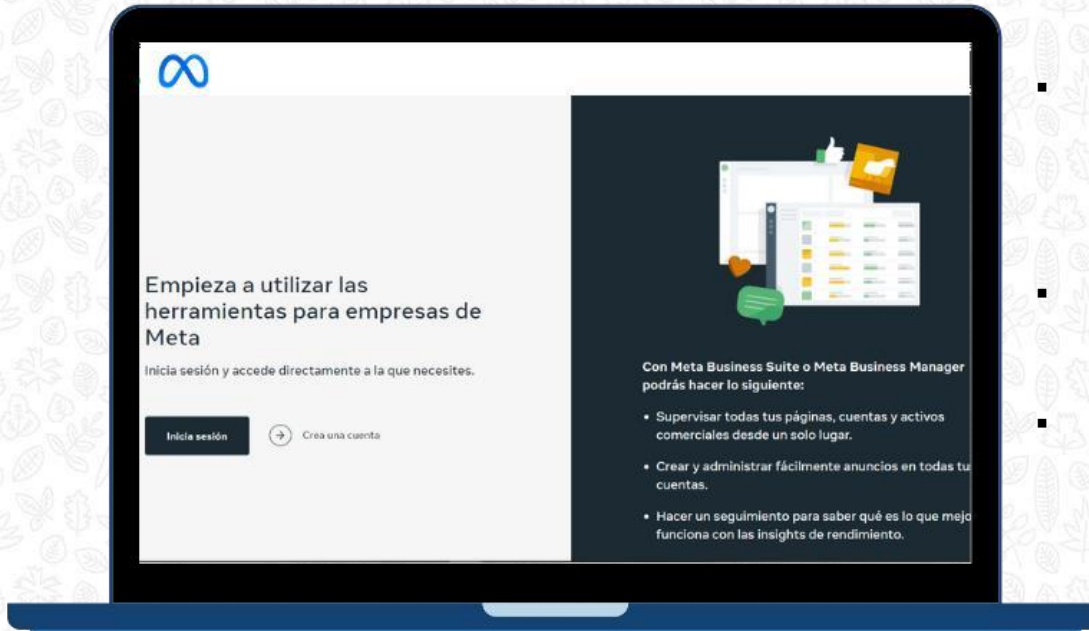 Empieza a utilizar las
herramientas para empresas de
Meta
Inicia sesión y accede directamente a la que necesites.
Inicia sesión
Crea una cuenta
Con Meta Business Suite o Meta Business Manager
podrás hacer lo siguiente:
• Supervisar todas tus páginas, cuentas y activos
comerciales desde un solo lugar.
• Crear y administrar fácilmente anuncios en todas tu
cuentas.
• Hacer un seguimiento para saber qué es lo que mejo
funciona con las insights de rendimiento.